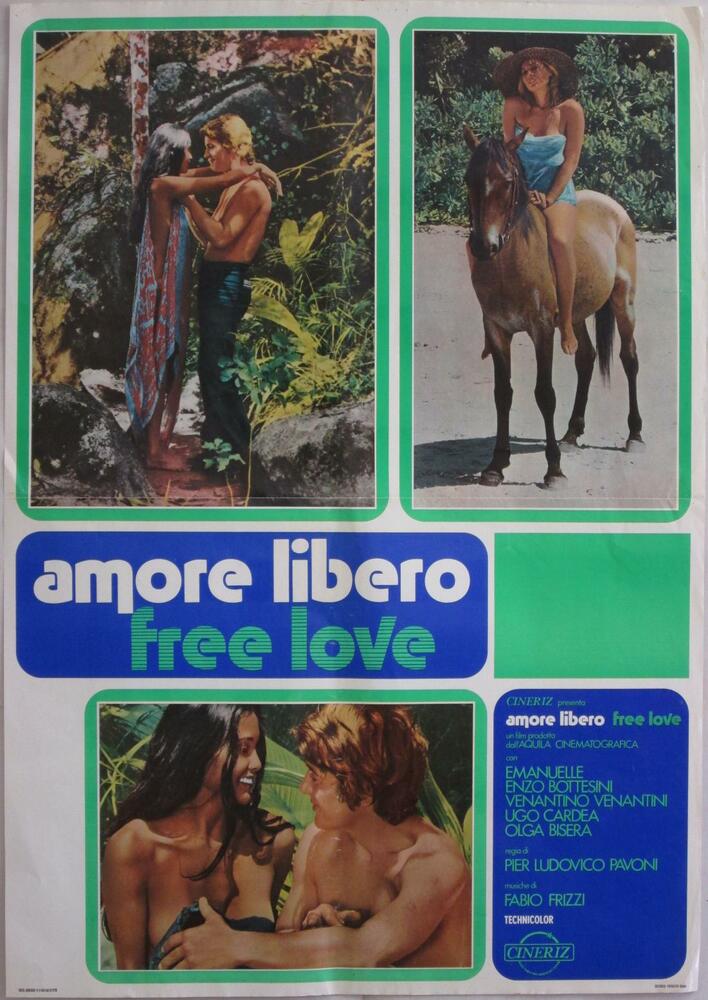 amore libero
free love
CINERIZ presenta
amore libero free love
un film prodotto
dall'AQUILA CINEMATOGRAFICA
con
EMANUELLE
ENZO BOTTESINI
VENANTINO VENANTINI
UGO CARDEA
OLGA BISERA
regia di
PIER LUDOVICO PAVONI
musiche di
FABIO FRIZZI
TECHNICOLOR
CINERIZ